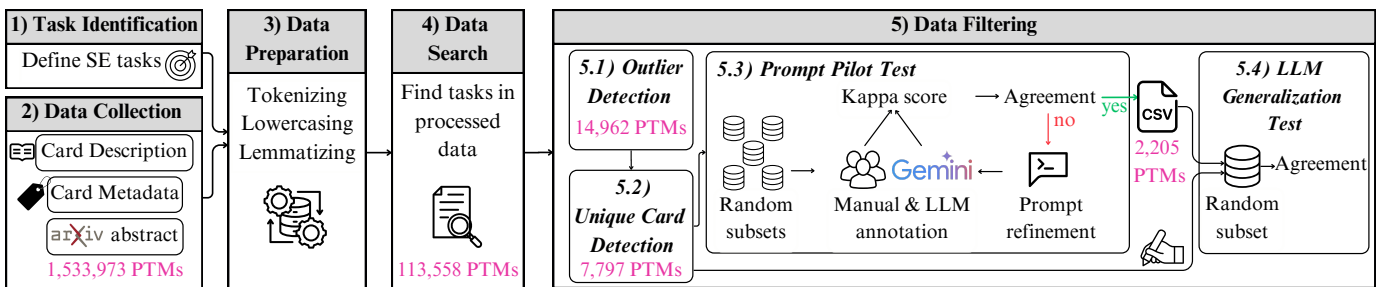 1) Task Identification
Define SE tasks
2) Data Collection
Card Description
Card Metadata
arXiv abstract
1,533,973 PTMs
3) Data
Preparation
Tokenizing
Lowercasing
Lemmatizing
4) Data
Search
Find tasks in
processed
data
113,558 PTMs
5) Data Filtering
5.1) Outlier
Detection
14,962 PTMs
5.2)
Unique Card
Detection
7,797 PTMs
5.3) Prompt Pilot Test
Kappa score
Agreement
yes
no
Gemini
Random
subsets
Manual & LLM
annotation
Prompt
refinement
CSV
2,205
PTMs
5.4) LLM
Generalization
Test
Agreement
Random
subset